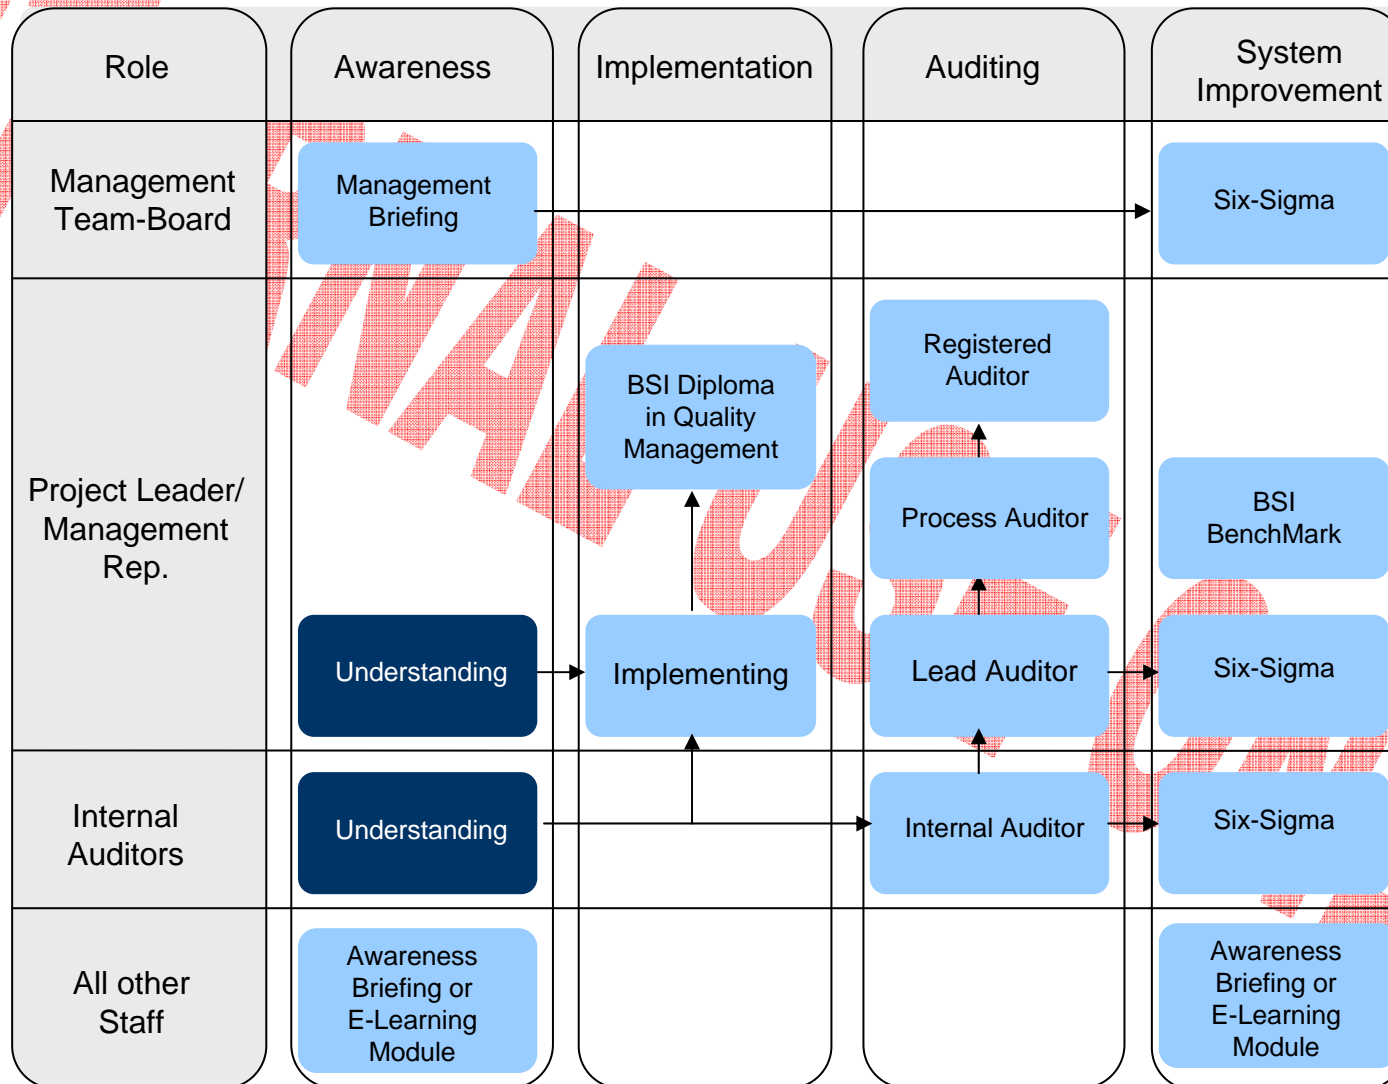 Role
Awareness
Implementation
Auditing
System
Improvement
Management
Team-Board
Management
Briefing
Six-Sigma
Project Leader/
Management
Rep.
BSI Diploma
in Quality
Management
Registered
Auditor
Process Auditor
BSI
BenchMark
Understanding
Implementing
Lead Auditor
Six-Sigma
Internal
Auditors
Understanding
Internal Auditor
Six-Sigma
All other
Staff
Awareness
Briefing or
E-Learning
Module
Awareness
Briefing or
E-Learning
Module